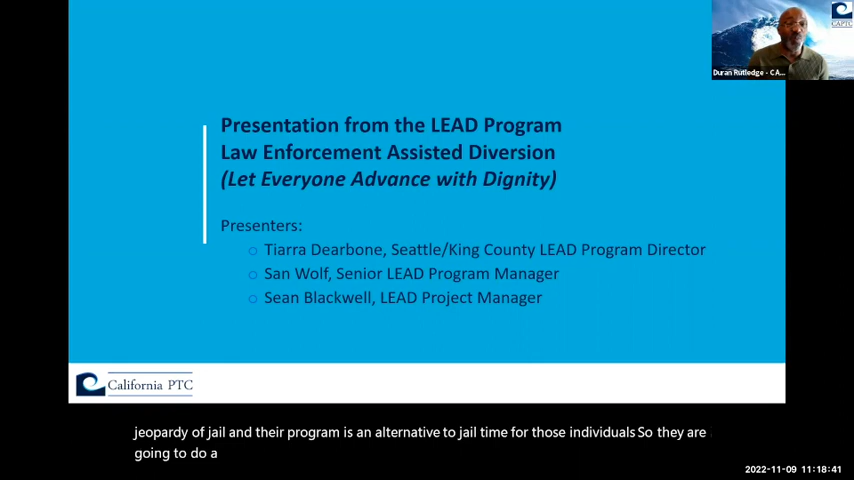 CAPTC
Duran Rutledge - CA...
Presentation from the LEAD Program
Law Enforcement Assisted Diversion
(Let Everyone Advance with Dignity)
Presenters:
Tiarra Dearbone, Seattle/King County LEAD Program Director
San Wolf, Senior LEAD Program Manager
Sean Blackwell, LEAD Project Manager
California PTC
jeopardy of jail and their program is an alternative to jail time for those individuals So they are
going to do a
2022-11-09 11:18:41